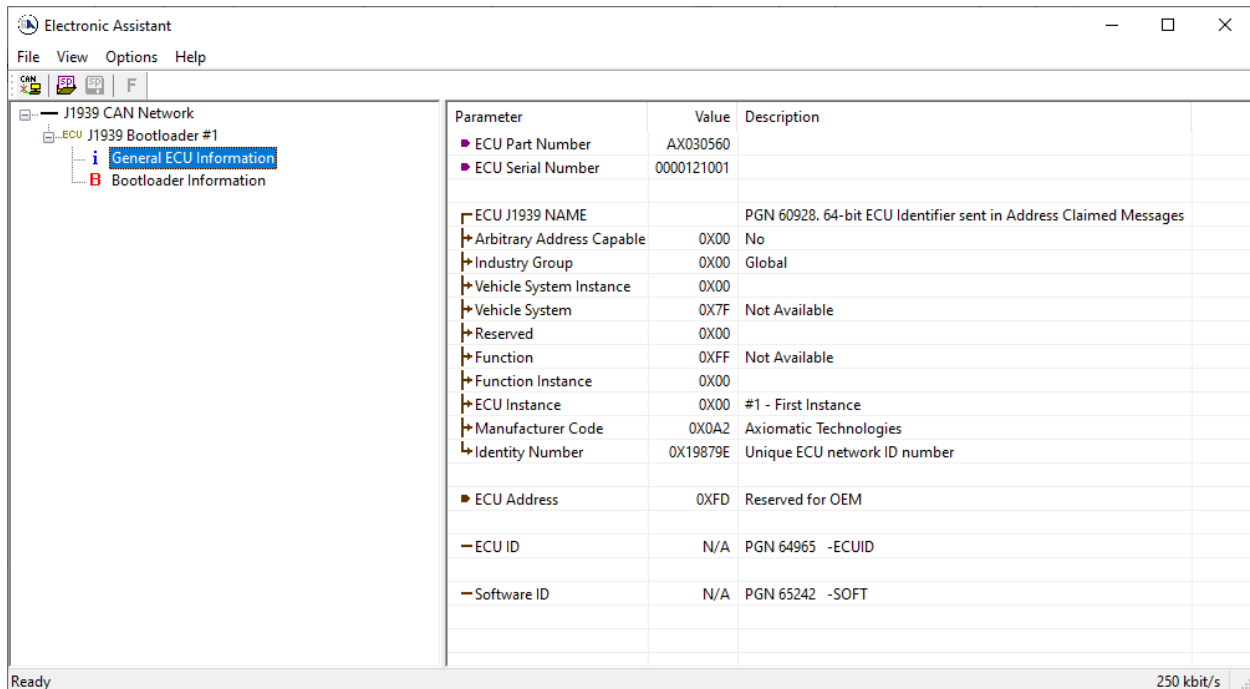 Electronic Assistant
File View Options Help
CAN SP SP F
J1939 CAN Network
ECU J1939 Bootloader #1
i General ECU Information
B Bootloader Information
Parameter Value Description
ECU Part Number AX030560
ECU Serial Number 0000121001
ECU J1939 NAME PGN 60928. 64-bit ECU Identifier sent in Address Claimed Messages
Arbitrary Address Capable 0X00 No
Industry Group 0X00 Global
Vehicle System Instance 0X00
Vehicle System 0X7F Not Available
Reserved 0X00
Function 0XFF Not Available
Function Instance 0X00
ECU Instance 0X00 #1 - First Instance
Manufacturer Code 0X0A2 Axiomatic Technologies
Identity Number 0X19879E Unique ECU network ID number
ECU Address 0XFD Reserved for OEM
ECU ID N/A PGN 64965 -ECUID
Software ID N/A PGN 65242 -SOFT
Ready 250 kbit/s